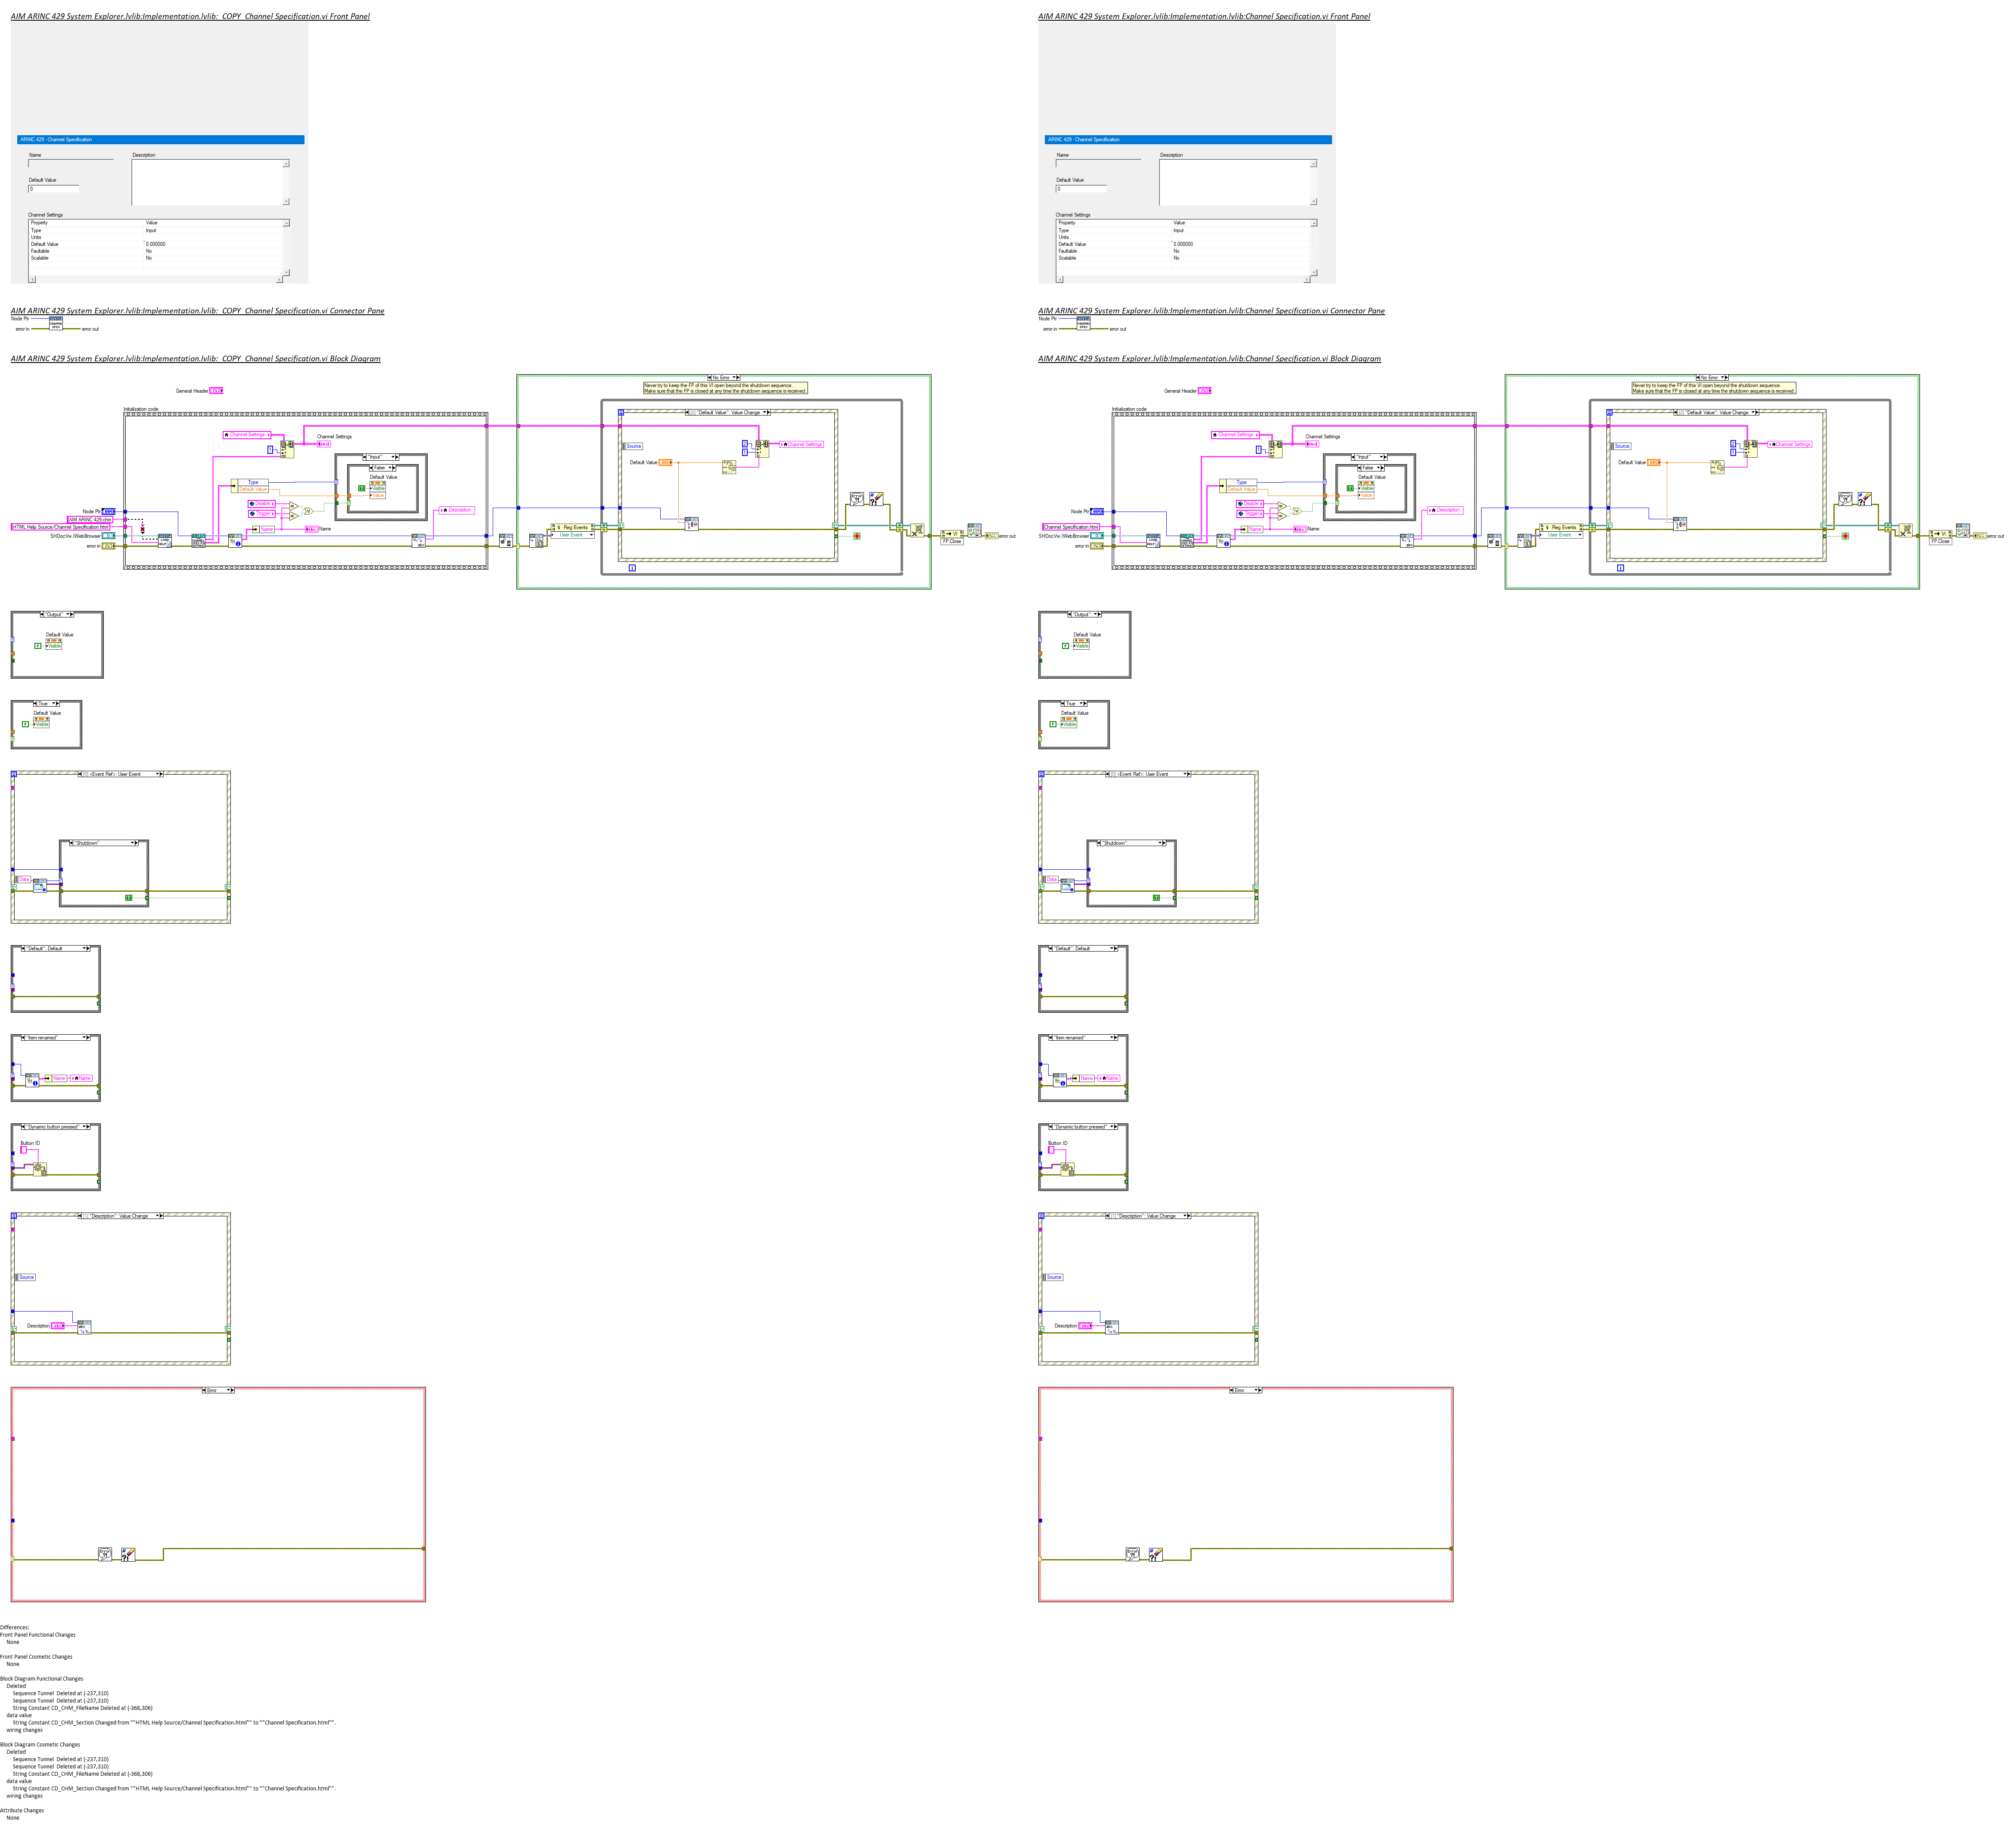 AIM ARINC 429 System Explorer.lvlib:Implementation.lvlib:_COPY_Channel Specification.vi Front Panel
ARINC 429 - Channel Specification
Name
Description
Default Value
0
Channel Settings
Property Value
Type Input
Units
Default Value 0.000000
Faultable No
Scalable No
AIM ARINC 429 System Explorer.lvlib:Implementation.lvlib:_COPY_Channel Specification.vi Connector Pane
Node Ptr
error in
error out
AIM ARINC 429 System Explorer.lvlib:Implementation.lvlib:_COPY_Channel Specification.vi Block Diagram
General Header
No Error
Never try to keep the FP of this VI open beyond the shutdown sequence.
Make sure that the FP is closed at any time the shutdown sequence is received.
Initialization code
[2] "Default Value": Value Change
Channel Settings
Channel Settings
Source
Channel Settings
"Input"
Default Value
False
Default Value
Visible
Value
Type
Default Value
Disable
Trigger
Description
Node Ptr
AIM ARINC 429.chm
HTML Help Source/Channel Specification.html
SHDocVw.IWebBrowser
error in
Name
Name
Reg Events
User Event
VI
FP.Close
error out
"Output"
Default Value
Visible
True
Default Value
Visible
[0] <Event Ref>: User Event
"Shutdown"
Data
"Default", Default
"Item renamed"
Name
Name
"Dynamic button pressed"
Button ID
[1] "Description": Value Change
Source
Description
Error
Differences:
Front Panel Functional Changes
None
Front Panel Cosmetic Changes
None
Block Diagram Functional Changes
Deleted
Sequence Tunnel  Deleted at (-237,310)
Sequence Tunnel  Deleted at (-237,310)
String Constant CD_CHM_FileName Deleted at (-368,306)
data value
String Constant CD_CHM_Section Changed from ""HTML Help Source/Channel Specification.html"" to ""Channel Specification.html"".
wiring changes
Block Diagram Cosmetic Changes
Deleted
Sequence Tunnel  Deleted at (-237,310)
Sequence Tunnel  Deleted at (-237,310)
String Constant CD_CHM_FileName Deleted at (-368,306)
data value
String Constant CD_CHM_Section Changed from ""HTML Help Source/Channel Specification.html"" to ""Channel Specification.html"".
wiring changes
Attribute Changes
None
AIM ARINC 429 System Explorer.lvlib:Implementation.lvlib:Channel Specification.vi Front Panel
ARINC 429 - Channel Specification
Name
Description
Default Value
0
Channel Settings
Property Value
Type Input
Units
Default Value 0.000000
Faultable No
Scalable No
AIM ARINC 429 System Explorer.lvlib:Implementation.lvlib:Channel Specification.vi Connector Pane
Node Ptr
error in
error out
AIM ARINC 429 System Explorer.lvlib:Implementation.lvlib:Channel Specification.vi Block Diagram
General Header
No Error
Never try to keep the FP of this VI open beyond the shutdown sequence.
Make sure that the FP is closed at any time the shutdown sequence is received.
Initialization code
[2] "Default Value": Value Change
Channel Settings
Channel Settings
Source
Channel Settings
"Input"
Default Value
False
Default Value
Visible
Value
Type
Default Value
Disable
Trigger
Description
Node Ptr
Channel Specification.html
SHDocVw.IWebBrowser
error in
Name
Name
Reg Events
User Event
VI
FP.Close
error out
"Output"
Default Value
Visible
True
Default Value
Visible
[0] <Event Ref>: User Event
"Shutdown"
Data
"Default", Default
"Item renamed"
Name
Name
"Dynamic button pressed"
Button ID
[1] "Description": Value Change
Source
Description
Error